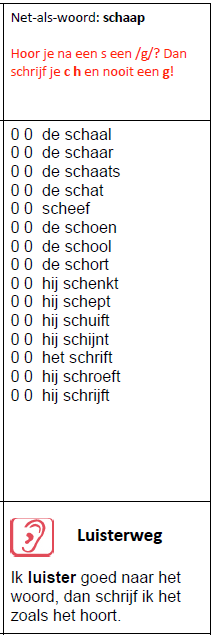 Net-als-woord: schaap
Hoor je na een s een /g/? Dan
schrijf je c h en nooit een g!
0 0 de schaal
0 0 de schaar
0 0 de schaats
0 0 de schat
0 0 scheef
0 0 de schoen
0 0 de school
0 0 de schort
0 0 hij schenkt
0 0 hij schept
0 0 hij schuift
0 0 hij schijnt
0 0 het schrift
0 0 hij schroeft
0 0 hij schrijft
Luisterweg
Ik luister goed naar het
woord, dan schrijf ik het
zoals het hoort.